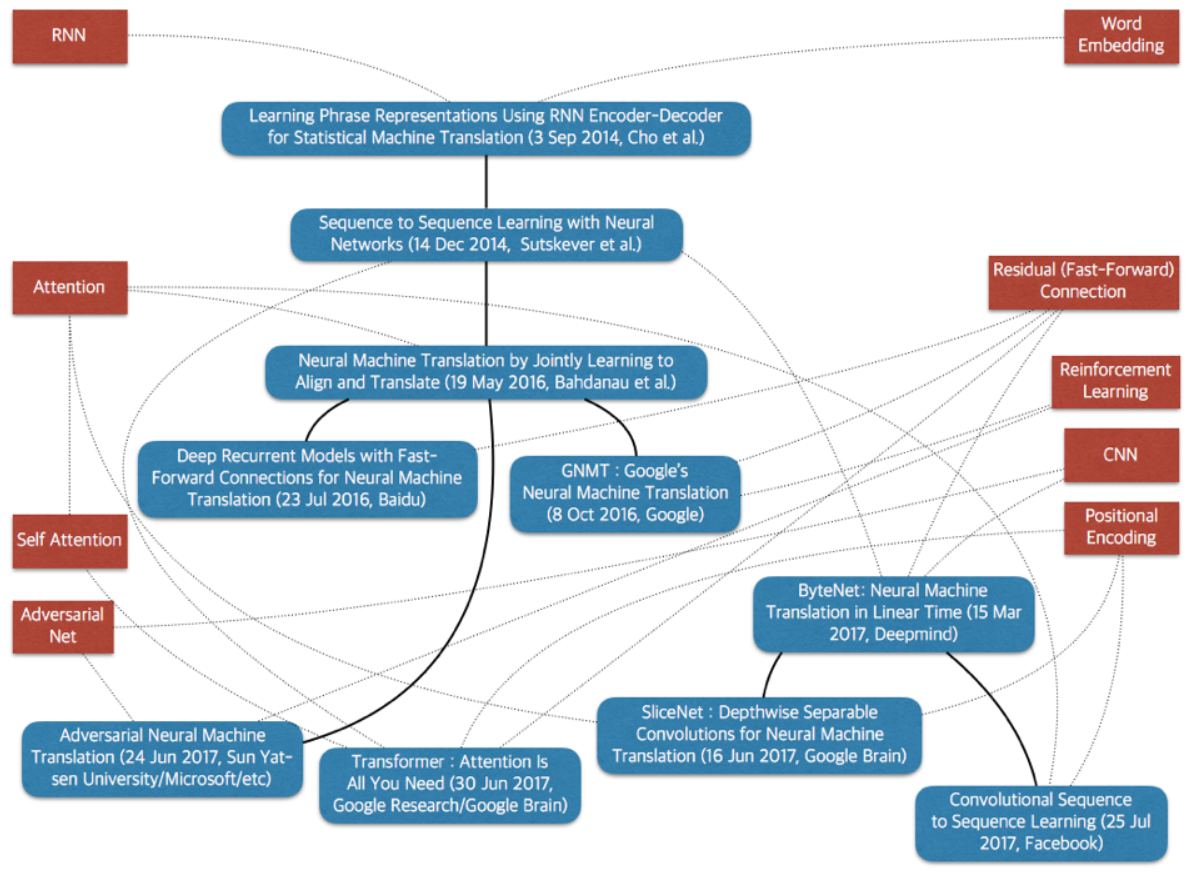 RNN
Word
Embedding
Learning Phrase Representations Using RNN Encoder-Decoder
for Statistical Machine Translation (3 Sep 2014, Cho et al.)
Sequence to Sequence Learning with Neural
Networks (14 Dec 2014, Sutskever et al.)
Attention
Residual (Fast-Forward)
Connection
Neural Machine Translation by Jointly Learning to
Align and Translate (19 May 2016, Bahdanau et al.)
Reinforcement
Learning
Deep Recurrent Models with Fast-
Forward Connections for Neural Machine
Translation (23 Jul 2016, Baidu)
GNMT : Google's
Neural Machine Translation
(8 Oct 2016, Google)
CNN
Self Attention
Positional
Encoding
Adversarial
Net
ByteNet: Neural Machine
Translation in Linear Time (15 Mar
2017, Deepmind)
SliceNet : Depthwise Separable
Convolutions for Neural Machine
Translation (16 Jun 2017, Google Brain)
Adversarial Neural Machine
Translation (24 Jun 2017, Sun Yat-
sen University/Microsoft/etc)
Transformer : Attention Is
All You Need (30 Jun 2017,
Google Research/Google Brain)
Convolutional Sequence
to Sequence Learning (25 Jul
2017, Facebook)